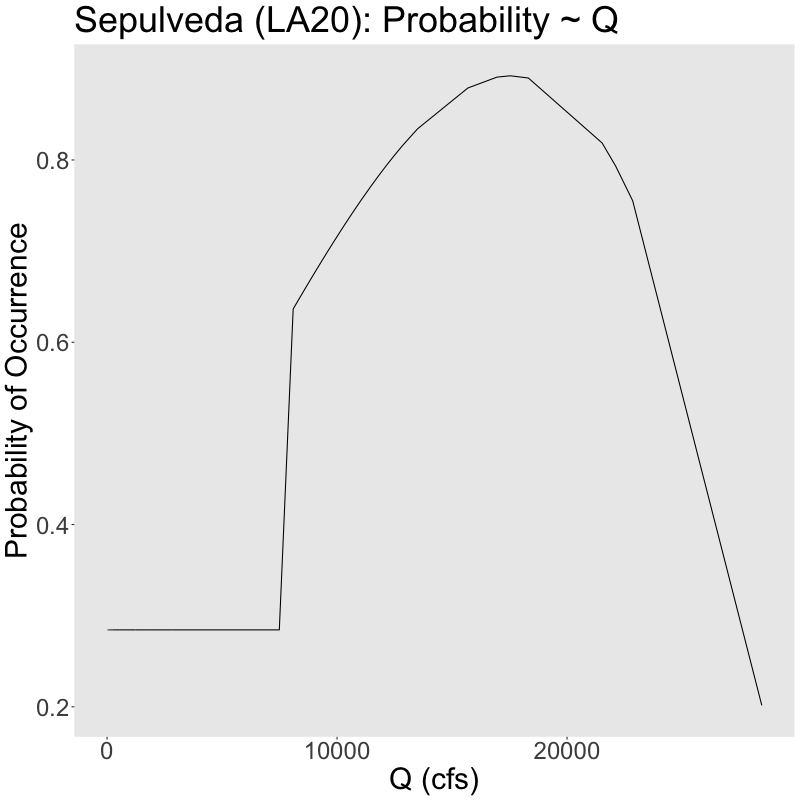 Sepulveda (LA20): Probability ~ Q
Probability of Occurrence
0.8
0.6
0.4
0.2
0
10000
20000
Q (cfs)